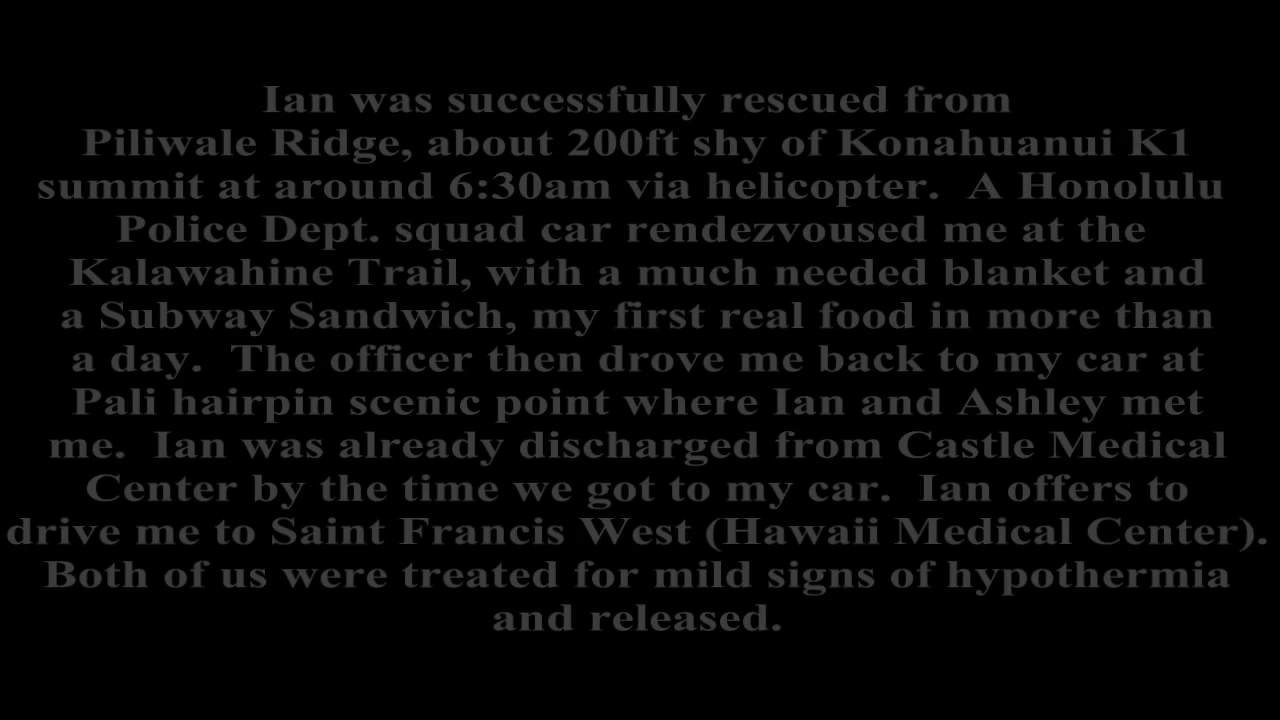 Ian was successfully rescued from
Piliwale Ridge, about 200ft shy of Konahuanui K1
summit at around 6:30am via helicopter.  A Honolulu
Police Dept. squad car rendezvoused me at the
Kalawahine Trail, with a much needed blanket and
a Subway Sandwich, my first real food in more than
a day.  The officer then drove me back to my car at
Pali hairpin scenic point where Ian and Ashley met
me.  Ian was already discharged from Castle Medical
Center by the time we got to my car.  Ian offers to
drive me to Saint Francis West (Hawaii Medical Center).
Both of us were treated for mild signs of hypothermia
and released.